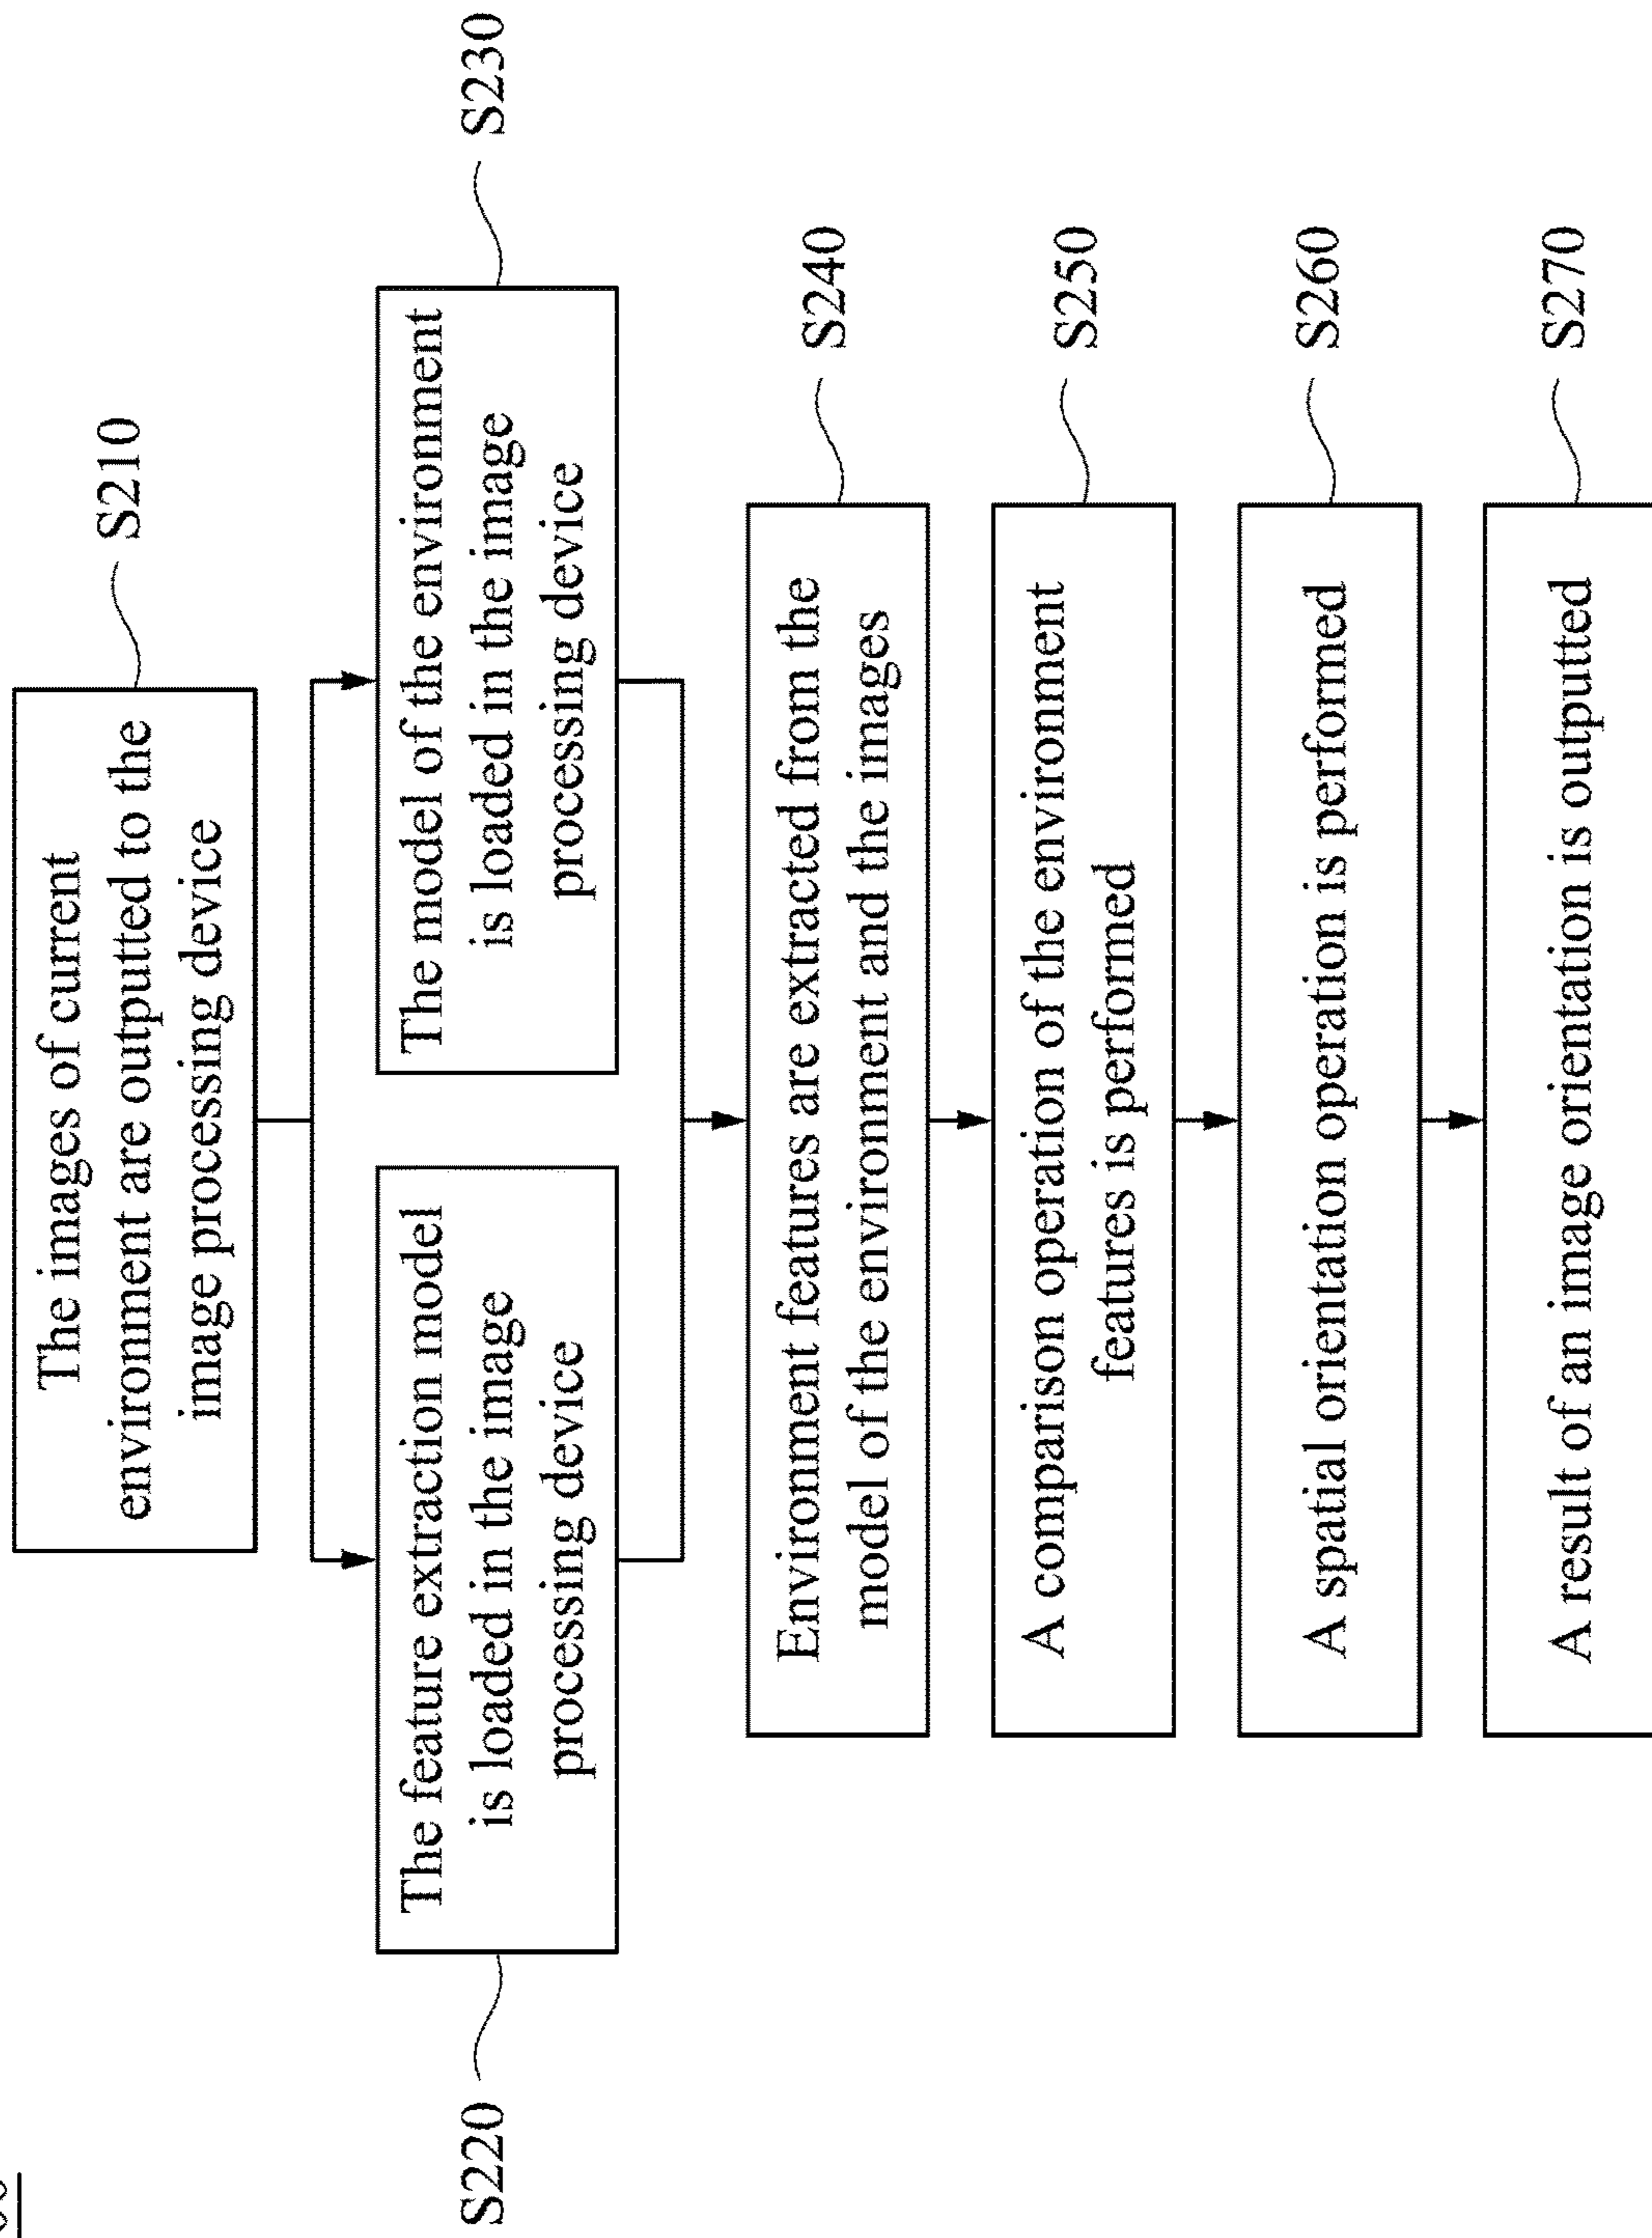 The images of current
environment are outputted to the
image processing device
S210
The feature extraction model
is loaded in the image
processing device
S220
The model of the environment
is loaded in the image
processing device
S230
Environment features are extracted from the
model of the environment and the images
S240
A comparison operation of the environment
features is performed
S250
A spatial orientation operation is performed
S260
A result of an image orientation is outputted
S270